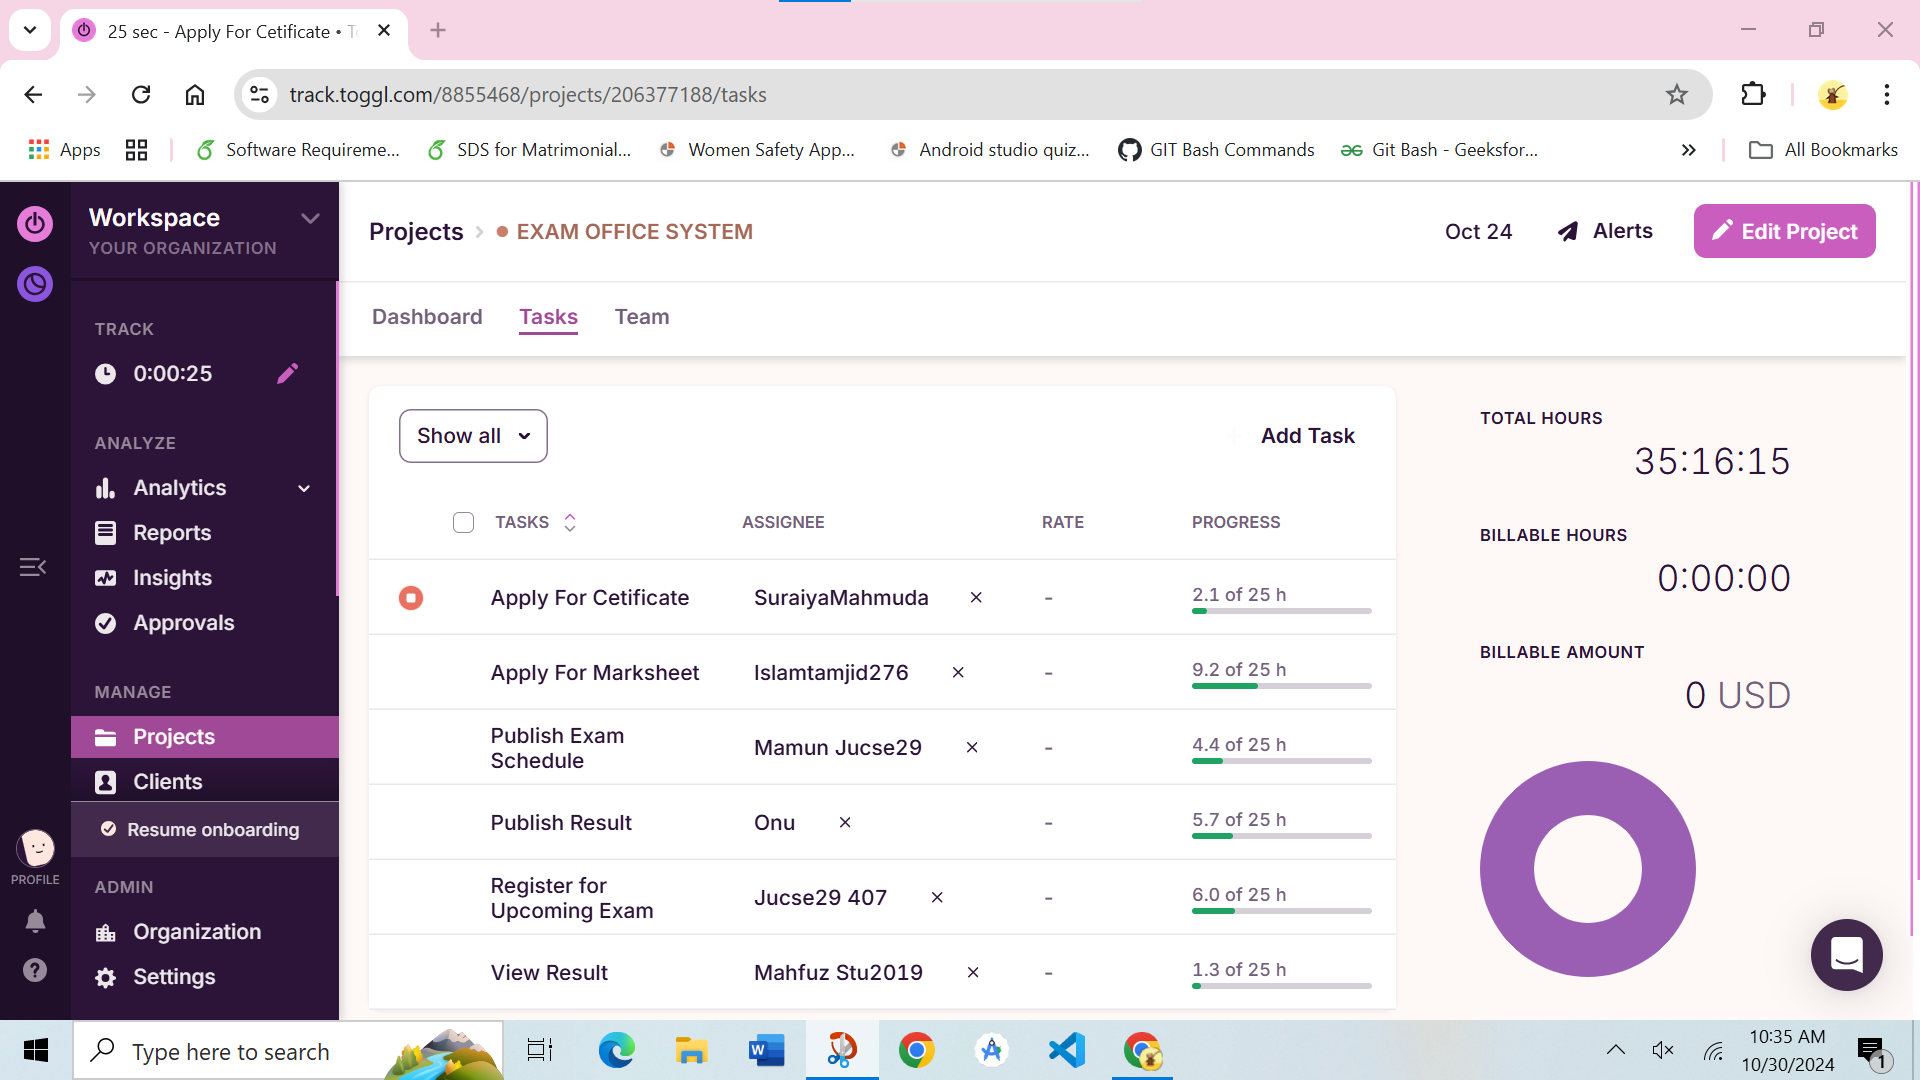 25 sec - Apply For Cetificate •
track.toggl.com/8855468/projects/206377188/tasks
Apps
Software Requireme...
SDS for Matrimonial...
Women Safety App...
Android studio quiz...
GIT Bash Commands
Git Bash - Geeksfor...
All Bookmarks
Workspace
YOUR ORGANIZATION
TRACK
0:00:25
ANALYZE
Analytics
Reports
Insights
Approvals
MANAGE
Projects
Clients
Resume onboarding
PROFILE
ADMIN
Organization
Settings
Projects
EXAM OFFICE SYSTEM
Oct 24
Alerts
Edit Project
Dashboard
Tasks
Team
Show all
Add Task
TASKS ASSIGNEE RATE PROGRESS
Apply For Cetificate SuraiyaMahmuda × - 2.1 of 25 h
Apply For Marksheet Islamtamjid276 × - 9.2 of 25 h
Publish Exam
Schedule
Mamun Jucse29 × - 4.4 of 25 h
Publish Result Onu × - 5.7 of 25 h
Register for
Upcoming Exam
Jucse29 407 × - 6.0 of 25 h
View Result Mahfuz Stu2019 × - 1.3 of 25 h
TOTAL HOURS
35:16:15
BILLABLE HOURS
0:00:00
BILLABLE AMOUNT
0 USD
Type here to search
10:35 AM
10/30/2024
1